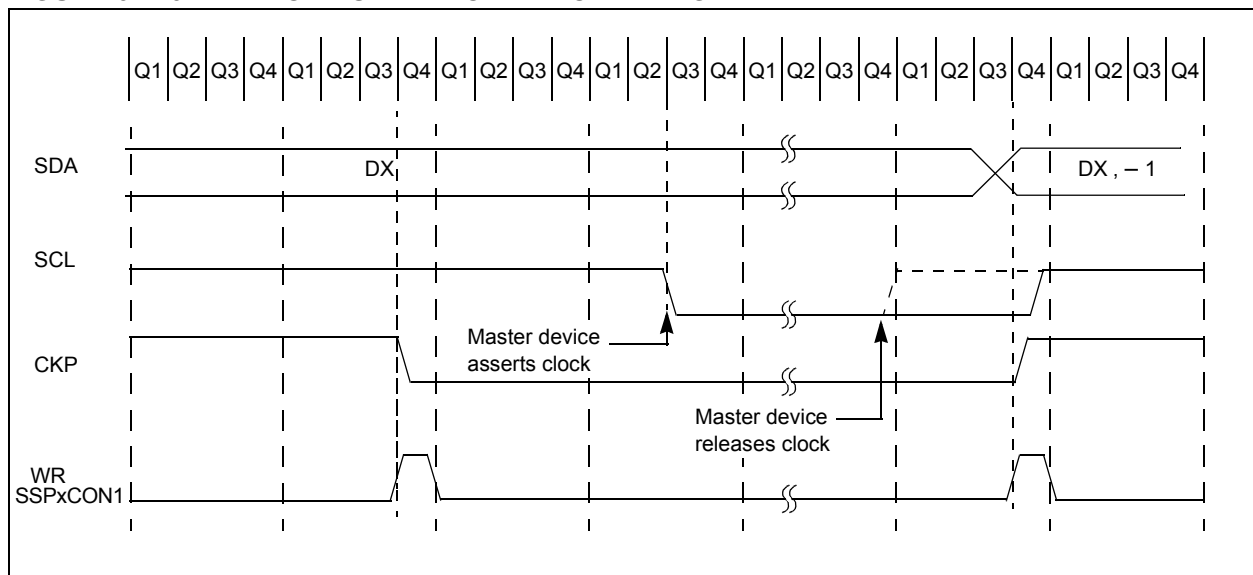 Q1 Q2 Q3 Q4 Q1 Q2 Q3 Q4 Q1 Q2 Q3 Q4 Q1 Q2 Q3 Q4 Q1 Q2 Q3 Q4 Q1 Q2 Q3 Q4 Q1 Q2 Q3 Q4
SDA
DX
DX , – 1
SCL
Master device
asserts clock
CKP
Master device
releases clock
WR
SSPxCON1